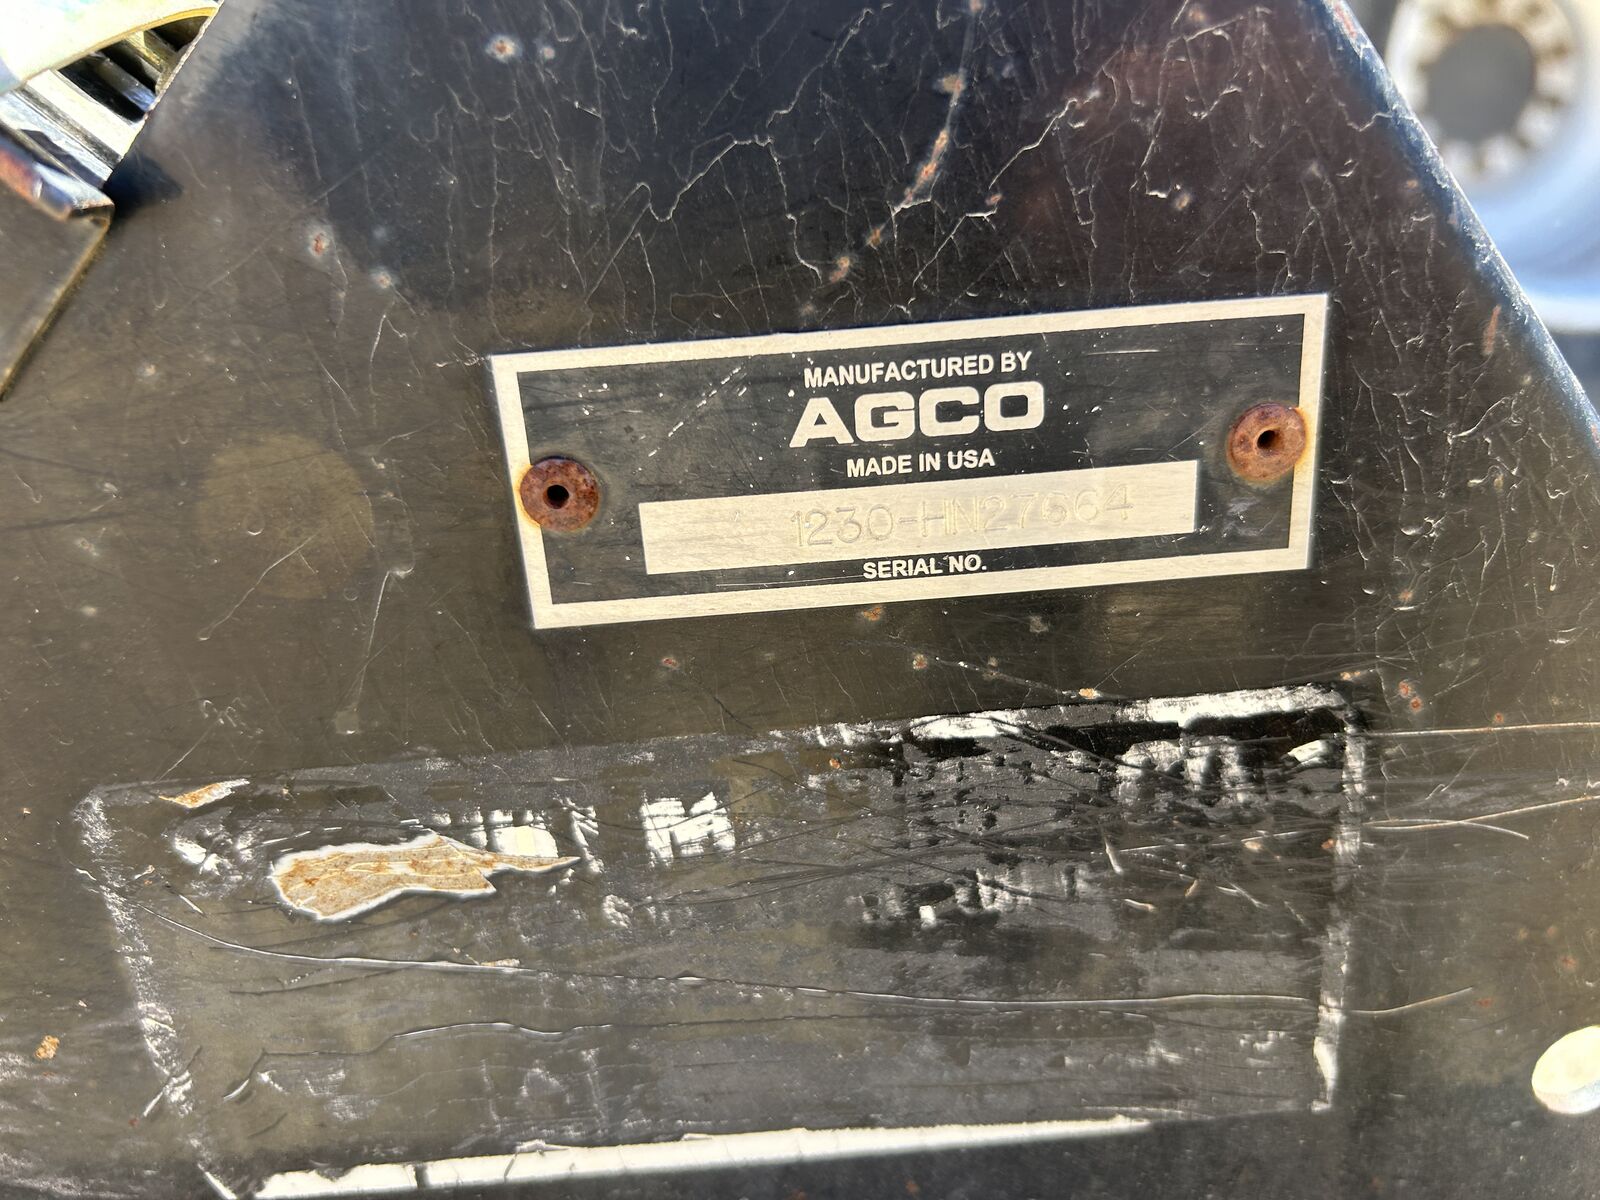 MANUFACTURED BY
AGCO
MADE IN USA
1230-HN27664
SERIAL NO.